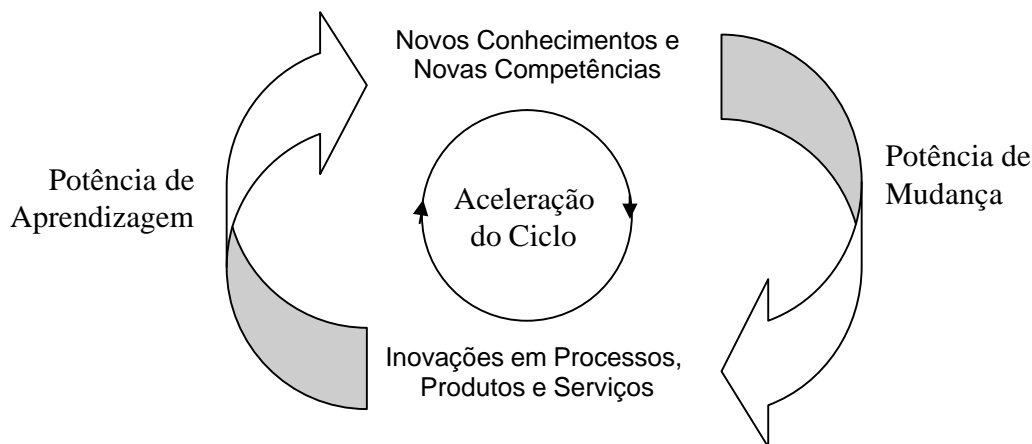 Novos Conhecimentos e
Novas Competências
Potência de
Aprendizagem
Aceleração
do Ciclo
Potência de
Mudança
Inovações em Processos,
Produtos e Serviços